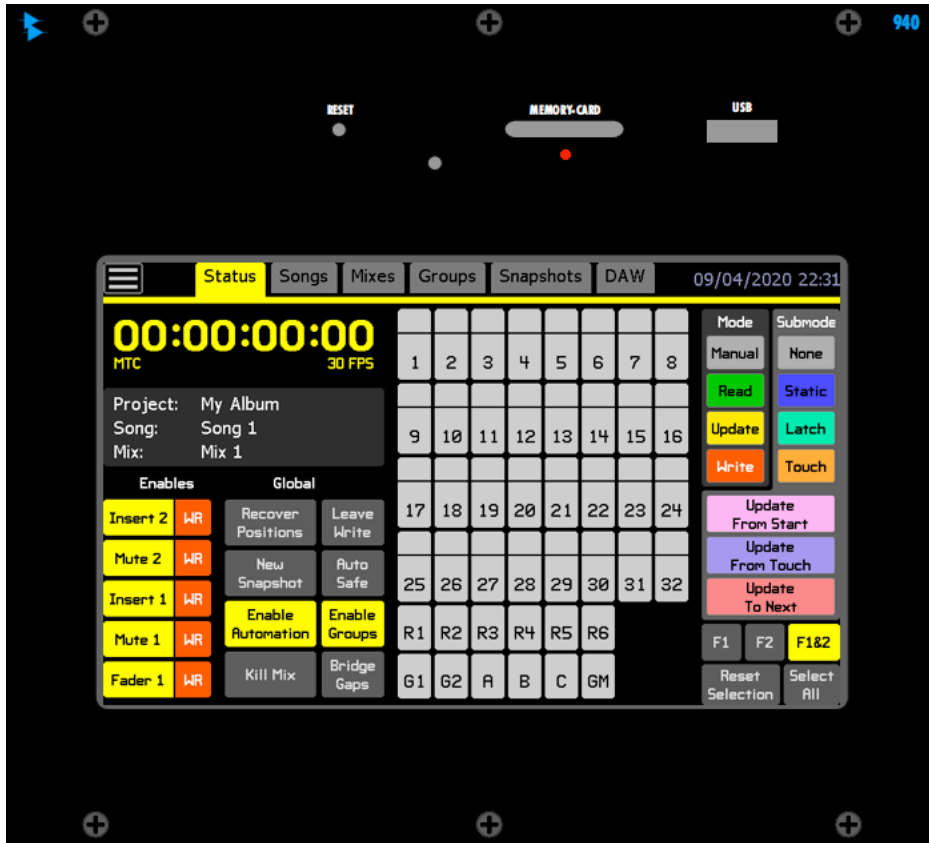 940
RESET
MEMORY-CARD
USB
Status Songs Mixes Groups Snapshots DAW 09/04/2020 22:31
00:00:00:00
MTC 30 FPS
Project: My Album
Song: Song 1
Mix: Mix 1
Enables Global
Insert 2 WR
Mute 2 WR
Insert 1 WR
Mute 1 WR
Fader 1 WR
Recover
Positions
Leave
Write
New
Snapshot
Auto
Safe
Enable
Automation
Enable
Groups
Kill Mix
Bridge
Gaps
1 2 3 4 5 6 7 8
9 10 11 12 13 14 15 16
17 18 19 20 21 22 23 24
25 26 27 28 29 30 31 32
R1 R2 R3 R4 R5 R6
G1 G2 A B C GM
Mode Submode
Manual None
Read Static
Update Latch
Write Touch
Update
From Start
Update
From Touch
Update
To Next
F1 F2 F1&2
Reset
Selection
Select
All